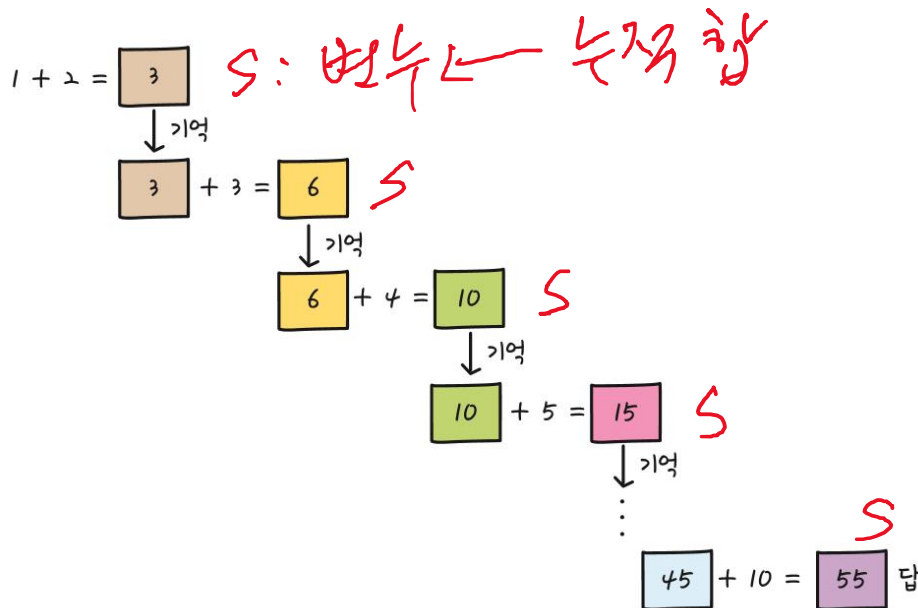 1 + 2 = 3 S: 변수 ← 누적 합
기억
3 + 3 = 6 S
기억
6 + 4 = 10 S
기억
10 + 5 = 15 S
기억
⋮
S
45 + 10 = 55 답